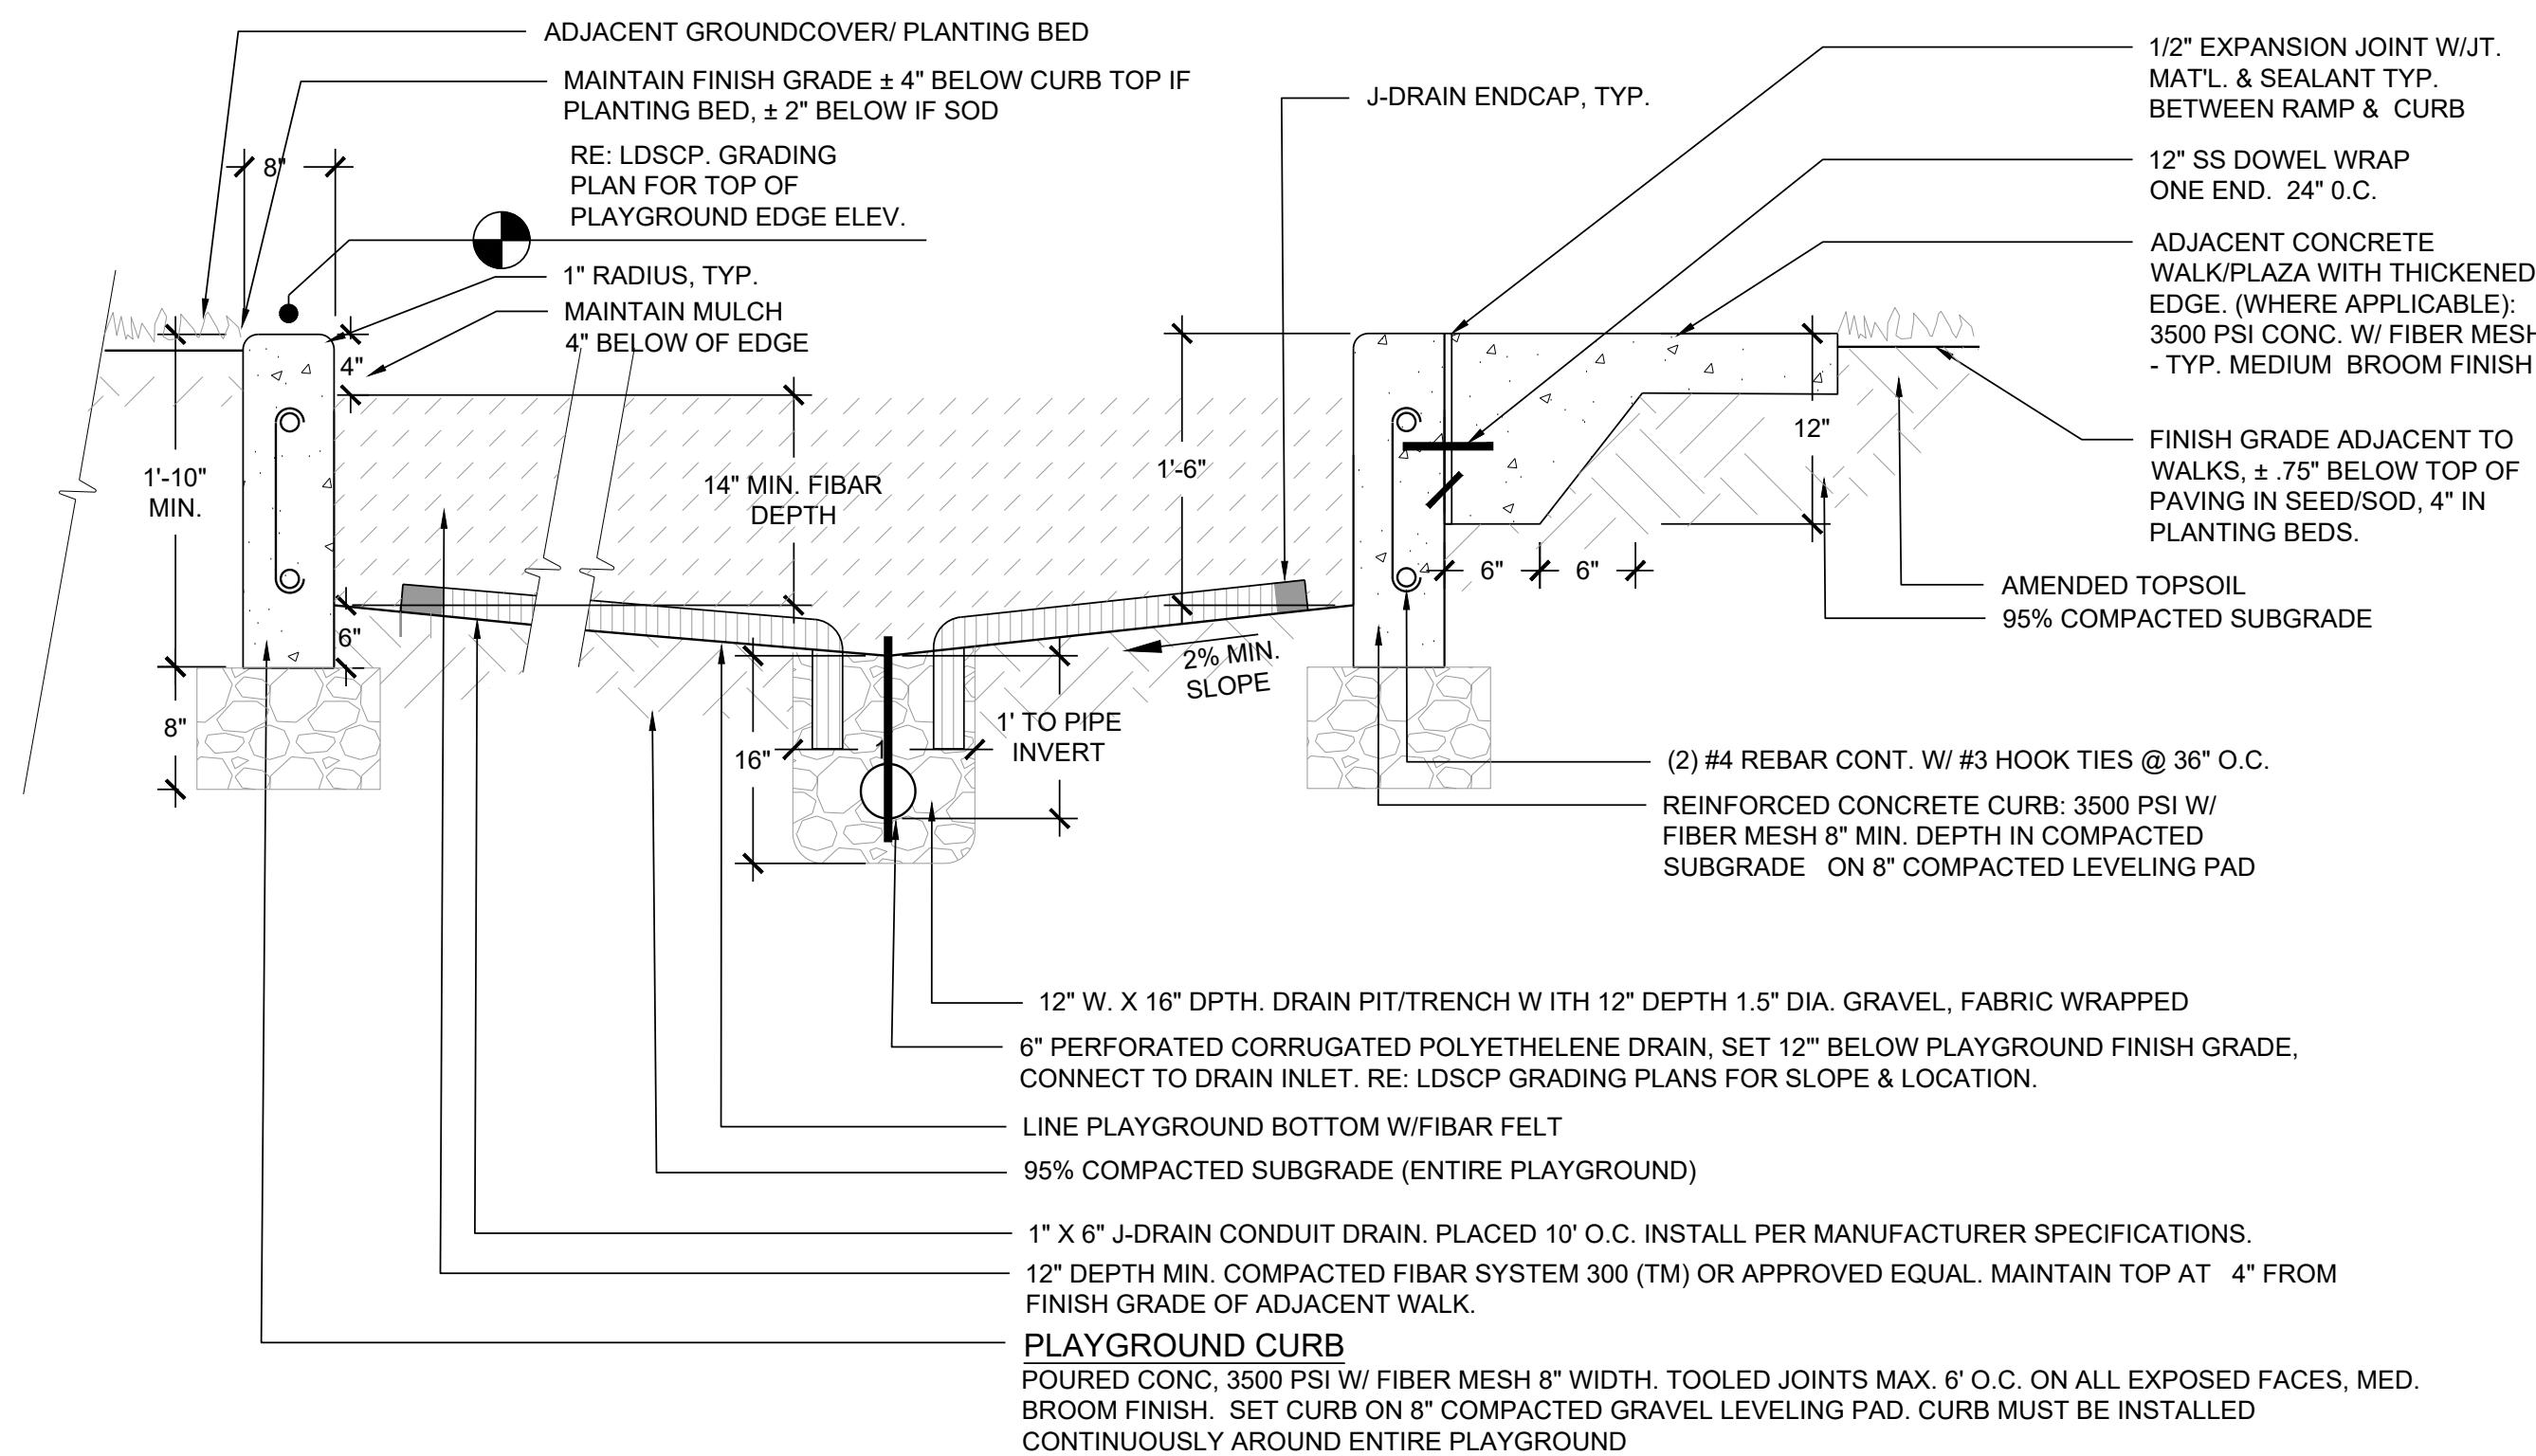 ADJACENT GROUNDCOVER/ PLANTING BED
MAINTAIN FINISH GRADE ± 4" BELOW CURB TOP IF
PLANTING BED, ± 2" BELOW IF SOD
RE: LDSCP. GRADING
PLAN FOR TOP OF
PLAYGROUND EDGE ELEV.
8"
1" RADIUS, TYP.
MAINTAIN MULCH
4" BELOW OF EDGE
4"
1'-10"
MIN.
14" MIN. FIBAR
DEPTH
6"
8"
16"
1'
1' TO PIPE
INVERT
2% MIN.
SLOPE
1'-6"
J-DRAIN ENDCAP, TYP.
12"
6"
6"
1/2" EXPANSION JOINT W/JT.
MAT'L. & SEALANT TYP.
BETWEEN RAMP & CURB
12" SS DOWEL WRAP
ONE END. 24" 0.C.
ADJACENT CONCRETE
WALK/PLAZA WITH THICKENED
EDGE. (WHERE APPLICABLE):
3500 PSI CONC. W/ FIBER MESH
- TYP. MEDIUM BROOM FINISH
FINISH GRADE ADJACENT TO
WALKS, ± .75" BELOW TOP OF
PAVING IN SEED/SOD, 4" IN
PLANTING BEDS.
AMENDED TOPSOIL
95% COMPACTED SUBGRADE
(2) #4 REBAR CONT. W/ #3 HOOK TIES @ 36" O.C.
REINFORCED CONCRETE CURB: 3500 PSI W/
FIBER MESH 8" MIN. DEPTH IN COMPACTED
SUBGRADE ON 8" COMPACTED LEVELING PAD
12" W. X 16" DPTH. DRAIN PIT/TRENCH W ITH 12" DEPTH 1.5" DIA. GRAVEL, FABRIC WRAPPED
6" PERFORATED CORRUGATED POLYETHELENE DRAIN, SET 12"' BELOW PLAYGROUND FINISH GRADE,
CONNECT TO DRAIN INLET. RE: LDSCP GRADING PLANS FOR SLOPE & LOCATION.
LINE PLAYGROUND BOTTOM W/FIBAR FELT
95% COMPACTED SUBGRADE (ENTIRE PLAYGROUND)
1" X 6" J-DRAIN CONDUIT DRAIN. PLACED 10' O.C. INSTALL PER MANUFACTURER SPECIFICATIONS.
12" DEPTH MIN. COMPACTED FIBAR SYSTEM 300 (TM) OR APPROVED EQUAL. MAINTAIN TOP AT 4" FROM
FINISH GRADE OF ADJACENT WALK.
PLAYGROUND CURB
POURED CONC, 3500 PSI W/ FIBER MESH 8" WIDTH. TOOLED JOINTS MAX. 6' O.C. ON ALL EXPOSED FACES, MED.
BROOM FINISH. SET CURB ON 8" COMPACTED GRAVEL LEVELING PAD. CURB MUST BE INSTALLED
CONTINUOUSLY AROUND ENTIRE PLAYGROUND